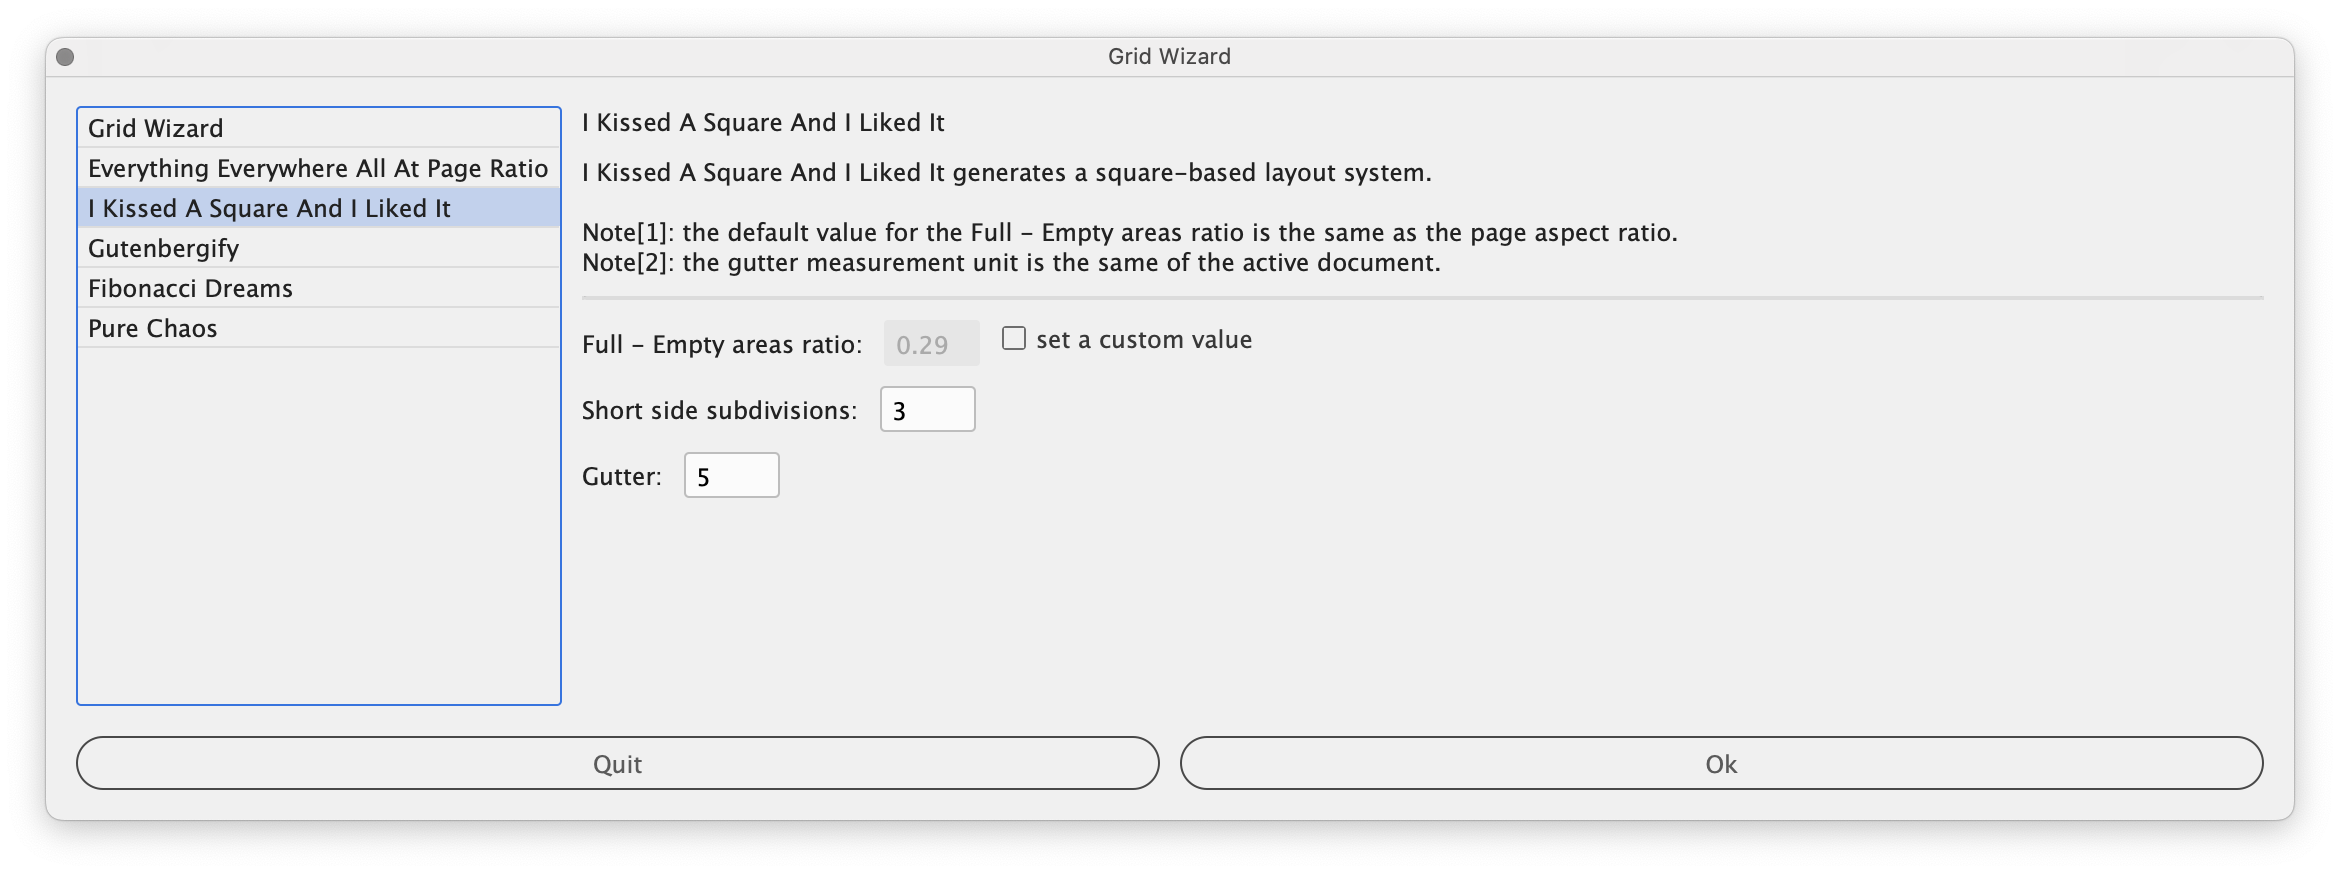 Grid Wizard
Grid Wizard
Everything Everywhere All At Page Ratio
I Kissed A Square And I Liked It
Gutenbergify
Fibonacci Dreams
Pure Chaos
I Kissed A Square And I Liked It
I Kissed A Square And I Liked It generates a square-based layout system.
Note[1]: the default value for the Full - Empty areas ratio is the same as the page aspect ratio.
Note[2]: the gutter measurement unit is the same of the active document.
Full - Empty areas ratio: 0.29 set a custom value
Short side subdivisions: 3
Gutter: 5
Quit
Ok